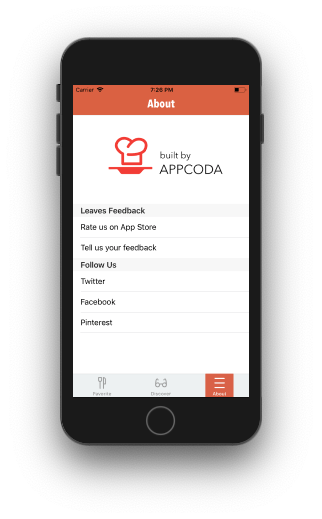 Carrier 7:26 PM
About
built by
APPCODA
Leaves Feedback
Rate us on App Store
Tell us your feedback
Follow Us
Twitter
Facebook
Pinterest
Favorite Discover About